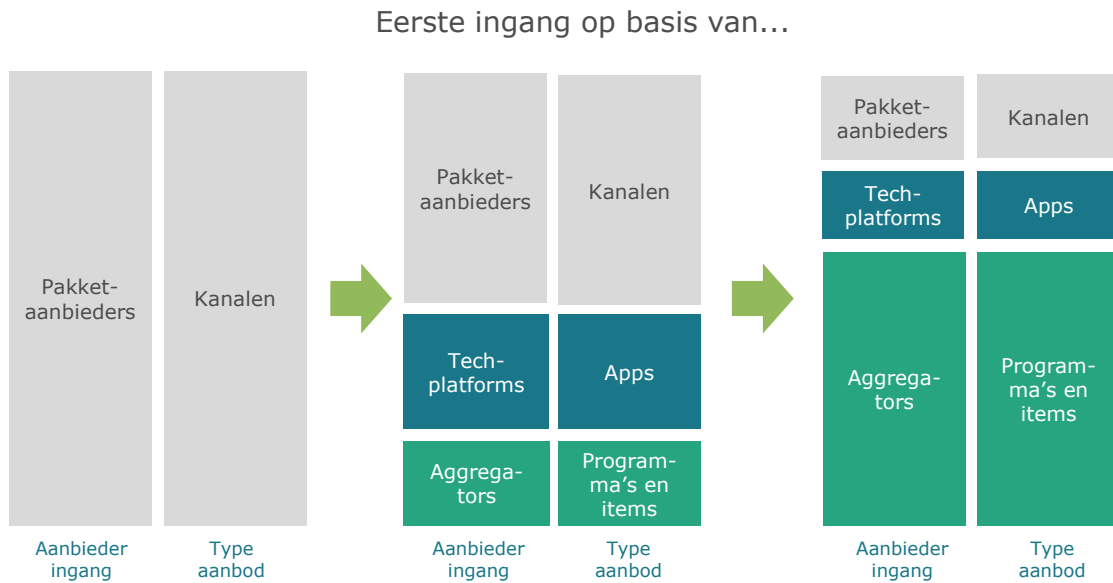 Eerste ingang op basis van...
Pakket-
aanbieders
Kanalen
Aanbieder
ingang
Type
aanbod
Pakket-
aanbieders
Kanalen
Tech-
platforms
Apps
Aggrega-
tors
Program-
ma's en
items
Aanbieder
ingang
Type
aanbod
Pakket-
aanbieders
Kanalen
Tech-
platforms
Apps
Aggrega-
tors
Program-
ma's en
items
Aanbieder
ingang
Type
aanbod